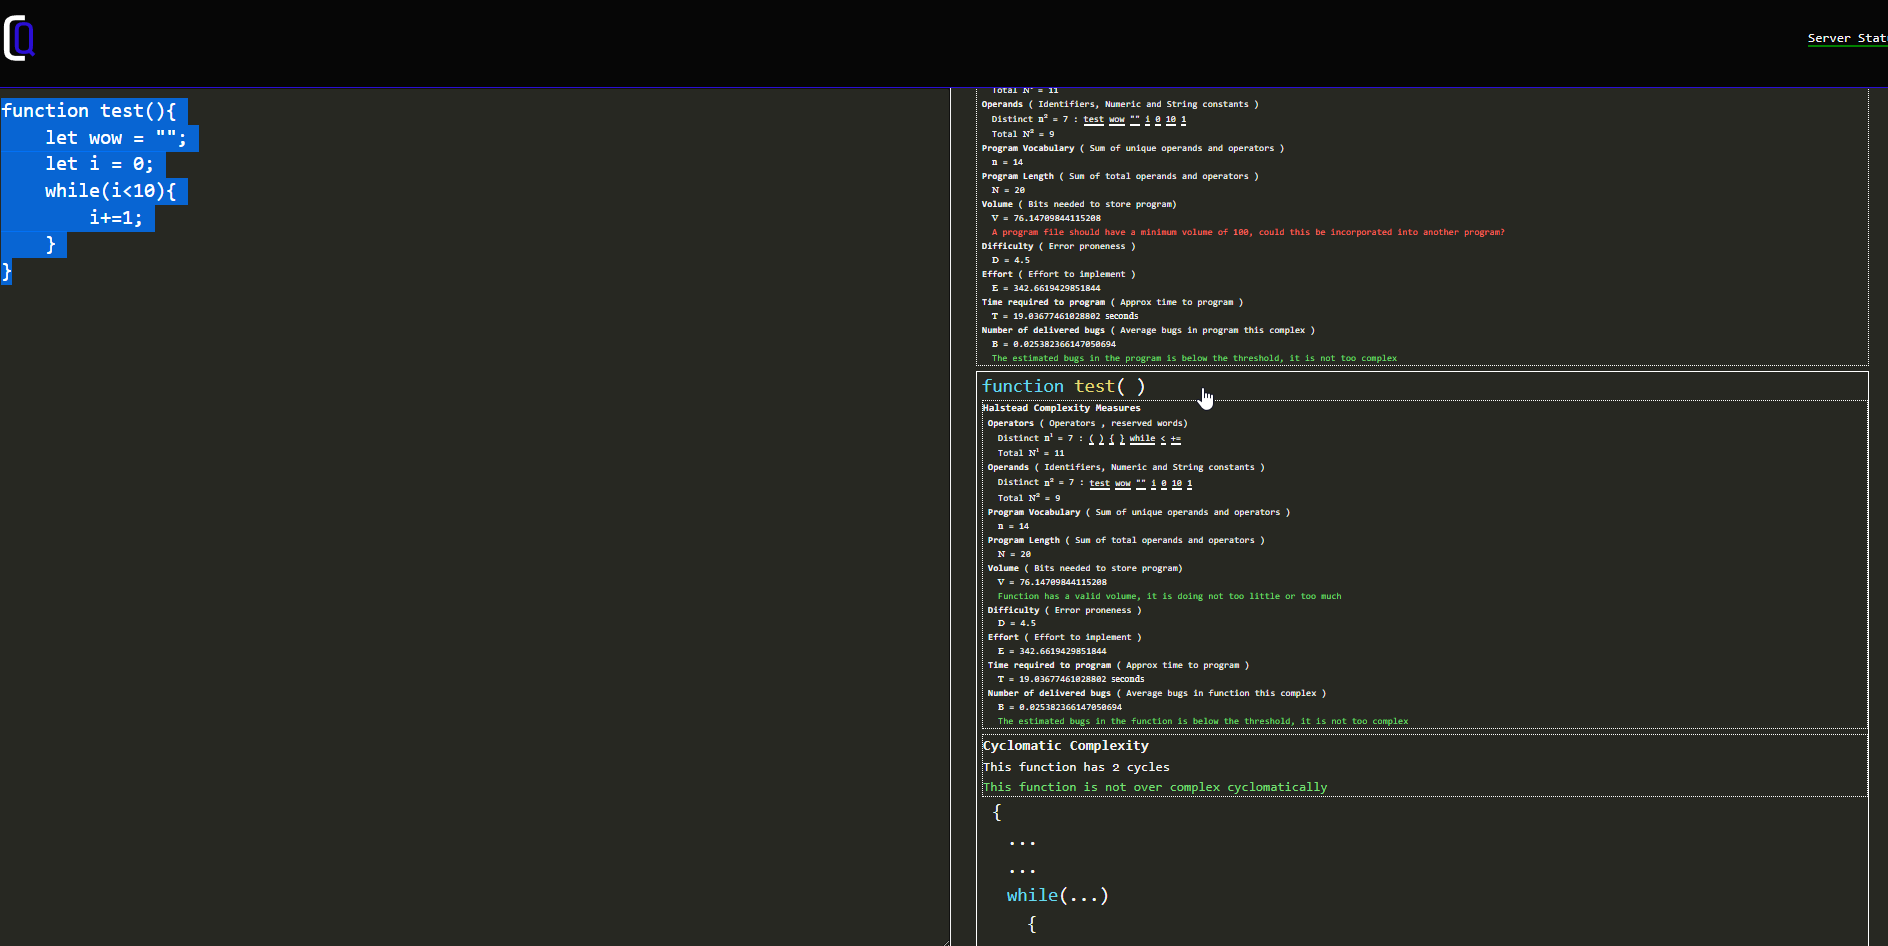 CQ
Server Stat
function test(){
let wow = "";
let i = 0;
while(i<10){
i+=1;
}
}
Total N¹ = 11
Operands ( Identifiers, Numeric and String constants )
Distinct n² = 7 : test wow "" i 0 10 1
Total N² = 9
Program Vocabulary ( Sum of unique operands and operators )
n = 14
Program Length ( Sum of total operands and operators )
N = 20
Volume ( Bits needed to store program)
V = 76.14709844115208
A program file should have a minimum volume of 100, could this be incorporated into another program?
Difficulty ( Error proneness )
D = 4.5
Effort ( Effort to implement )
E = 342.6619429851844
Time required to program ( Approx time to program )
T = 19.03677461028802 seconds
Number of delivered bugs ( Average bugs in program this complex )
B = 0.025382366147050694
The estimated bugs in the program is below the threshold, it is not too complex
function test( )
Halstead Complexity Measures
Operators ( Operators , reserved words)
Distinct n¹ = 7 : ( ) { } while < +=
Total N¹ = 11
Operands ( Identifiers, Numeric and String constants )
Distinct n² = 7 : test wow "" i 0 10 1
Total N² = 9
Program Vocabulary ( Sum of unique operands and operators )
n = 14
Program Length ( Sum of total operands and operators )
N = 20
Volume ( Bits needed to store program)
V = 76.14709844115208
Function has a valid volume, it is doing not too little or too much
Difficulty ( Error proneness )
D = 4.5
Effort ( Effort to implement )
E = 342.6619429851844
Time required to program ( Approx time to program )
T = 19.03677461028802 seconds
Number of delivered bugs ( Average bugs in function this complex )
B = 0.025382366147050694
The estimated bugs in the function is below the threshold, it is not too complex
Cyclomatic Complexity
This function has 2 cycles
This function is not over complex cyclomatically
{
...
...
while(...)
{